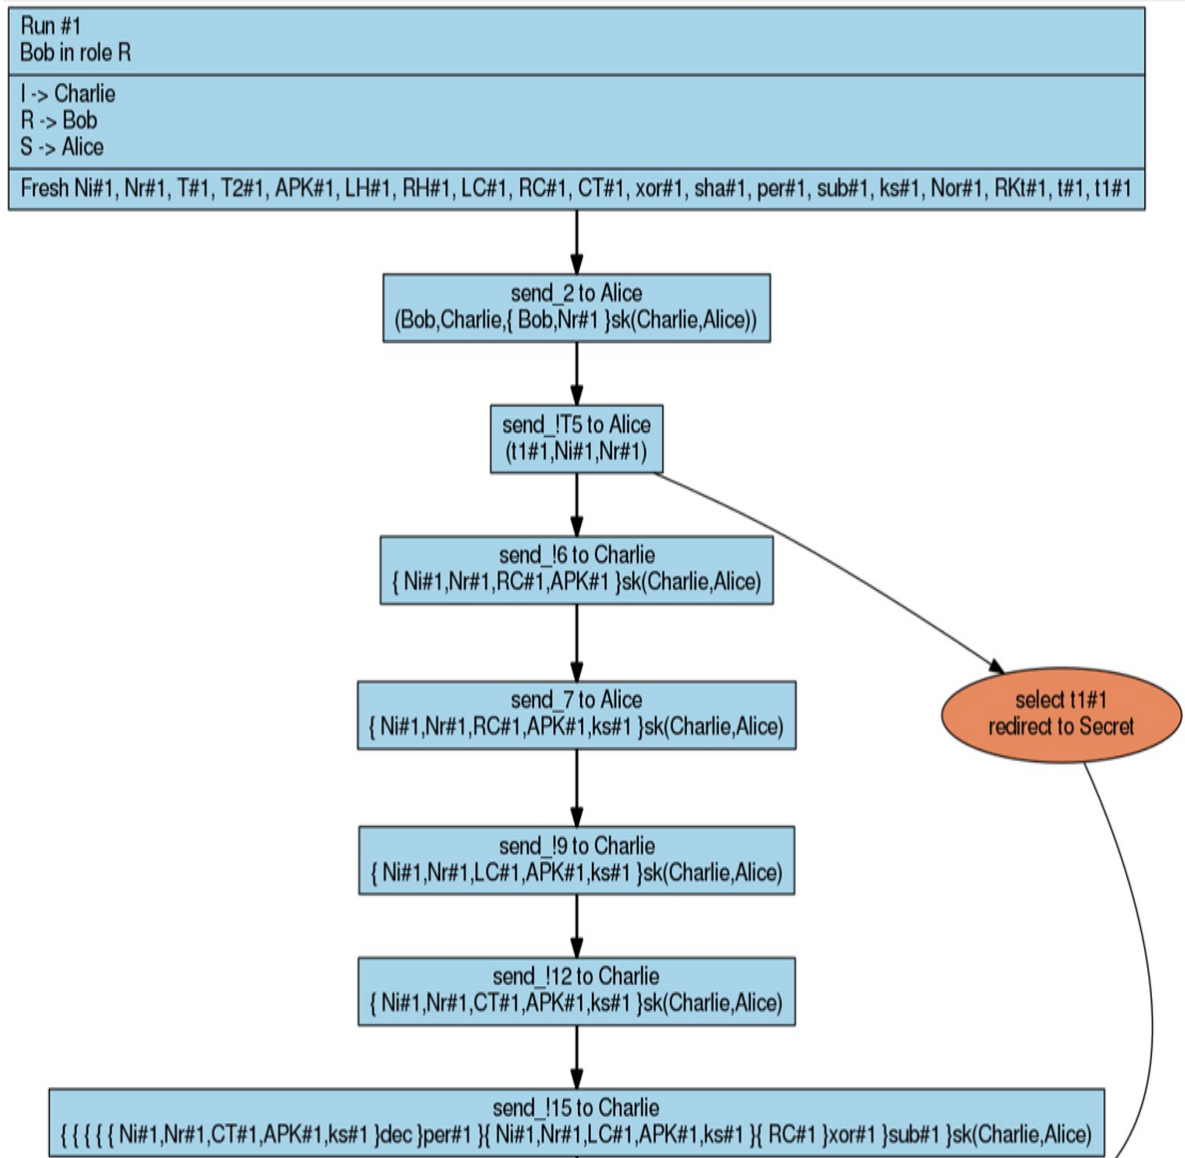 Run #1
Bob in role R
I -> Charlie
R -> Bob
S -> Alice
Fresh Ni#1, Nr#1, T#1, T2#1, APK#1, LH#1, RH#1, LC#1, RC#1, CT#1, xor#1, sha#1, per#1, sub#1, ks#1, Nor#1, RKt#1, t#1, t1#1
send_2 to Alice
(Bob,Charlie,{ Bob,Nr#1 }sk(Charlie,Alice))
send_!T5 to Alice
(t1#1,Ni#1,Nr#1)
send_!6 to Charlie
{ Ni#1,Nr#1,RC#1,APK#1 }sk(Charlie,Alice)
send_7 to Alice
{ Ni#1,Nr#1,RC#1,APK#1,ks#1 }sk(Charlie,Alice)
select t1#1
redirect to Secret
send_!9 to Charlie
{ Ni#1,Nr#1,LC#1,APK#1,ks#1 }sk(Charlie,Alice)
send_!12 to Charlie
{ Ni#1,Nr#1,CT#1,APK#1,ks#1 }sk(Charlie,Alice)
send_!15 to Charlie
{ { { { { Ni#1,Nr#1,CT#1,APK#1,ks#1 }dec }per#1 }{ Ni#1,Nr#1,LC#1,APK#1,ks#1 }{ RC#1 }xor#1 }sub#1 }sk(Charlie,Alice)